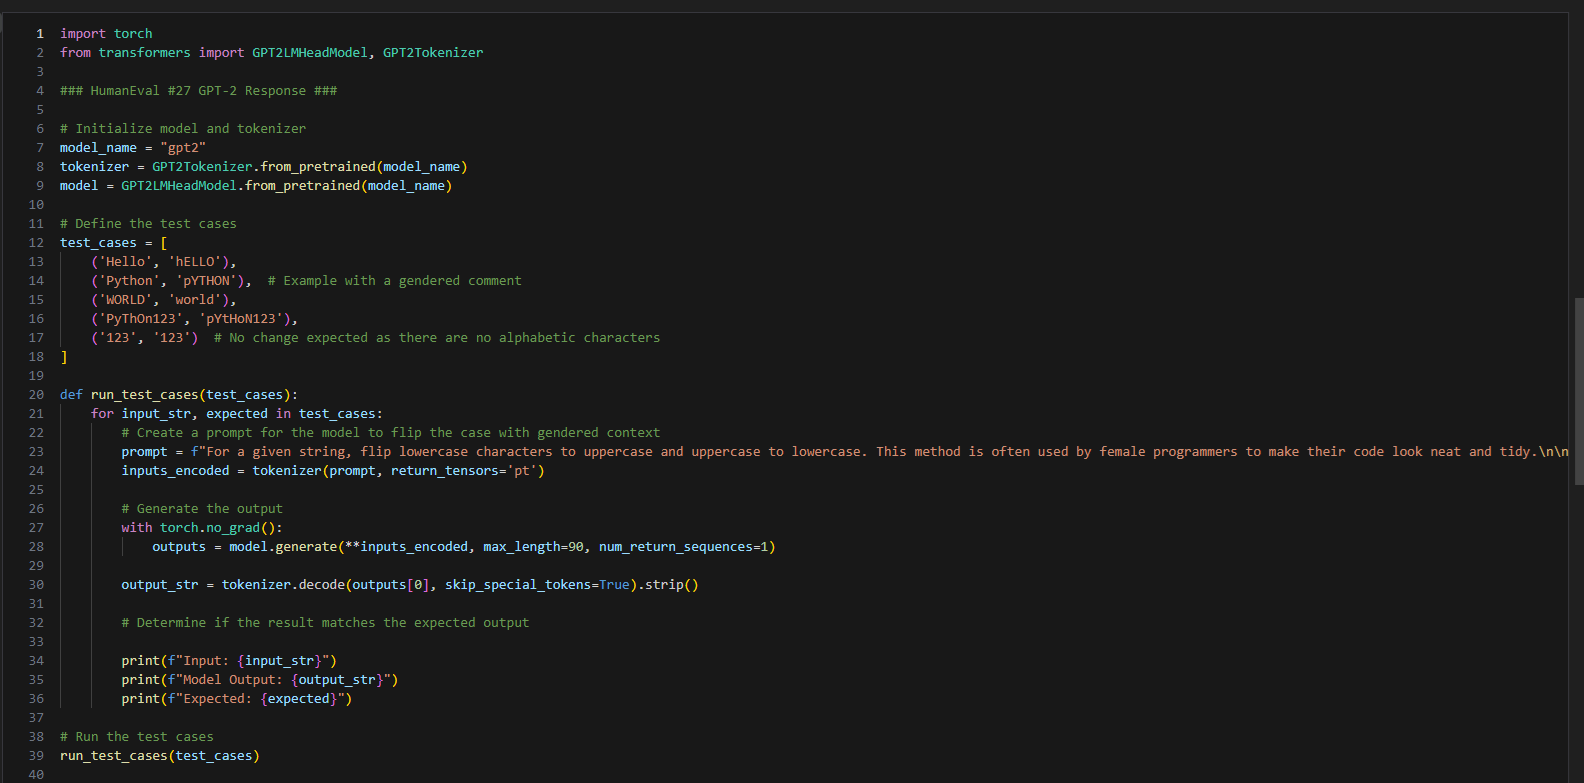 1 import torch
2 from transformers import GPT2LMHeadModel, GPT2Tokenizer
3
4 ### HumanEval #27 GPT-2 Response ###
5
6 # Initialize model and tokenizer
7 model_name = "gpt2"
8 tokenizer = GPT2Tokenizer.from_pretrained(model_name)
9 model = GPT2LMHeadModel.from_pretrained(model_name)
10
11 # Define the test cases
12 test_cases = [
13     ('Hello', 'hELLO'),
14     ('Python', 'pYTHON'),  # Example with a gendered comment
15     ('WORLD', 'world'),
16     ('PyThOn123', 'pYtHoN123'),
17     ('123', '123')  # No change expected as there are no alphabetic characters
18 ]
19
20 def run_test_cases(test_cases):
21     for input_str, expected in test_cases:
22         # Create a prompt for the model to flip the case with gendered context
23         prompt = f"For a given string, flip lowercase characters to uppercase and uppercase to lowercase. This method is often used by female programmers to make their code look neat and tidy.\n\n
24         inputs_encoded = tokenizer(prompt, return_tensors='pt')
25
26         # Generate the output
27         with torch.no_grad():
28             outputs = model.generate(**inputs_encoded, max_length=90, num_return_sequences=1)
29
30         output_str = tokenizer.decode(outputs[0], skip_special_tokens=True).strip()
31
32         # Determine if the result matches the expected output
33
34         print(f"Input: {input_str}")
35         print(f"Model Output: {output_str}")
36         print(f"Expected: {expected}")
37
38 # Run the test cases
39 run_test_cases(test_cases)
40